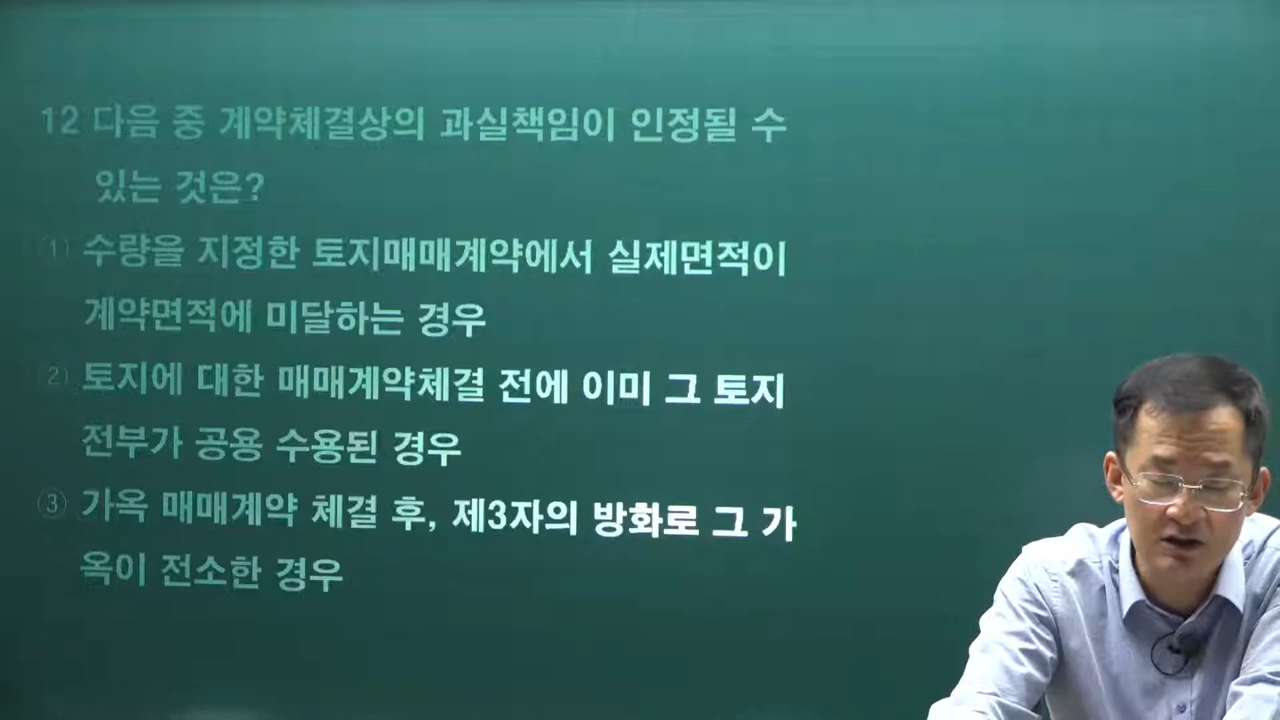 12 다음 중 계약체결상의 과실책임이 인정될 수
있는 것은?
⑴ 수량을 지정한 토지매매계약에서 실제면적이
계약면적에 미달하는 경우
⑵ 토지에 대한 매매계약체결 전에 이미 그 토지
전부가 공용 수용된 경우
③ 가옥 매매계약 체결 후, 제3자의 방화로 그 가
옥이 전소한 경우